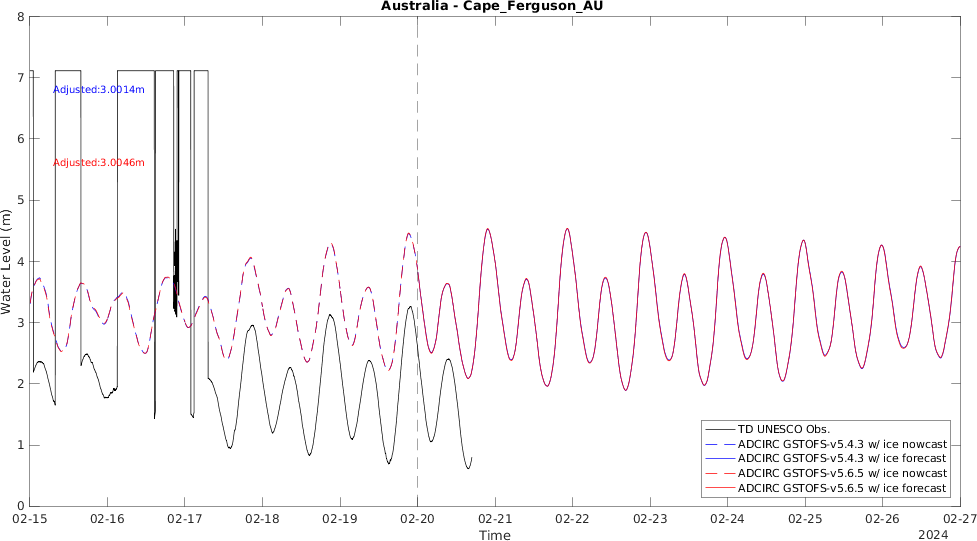 Australia - Cape_Ferguson_AU
8
7
6
5
4
3
2
1
0
Water Level (m)
Adjusted:3.0014m
Adjusted:3.0046m
TD UNESCO Obs.
ADCIRC GSTOFS-v5.4.3 w/ ice nowcast
ADCIRC GSTOFS-v5.4.3 w/ ice forecast
ADCIRC GSTOFS-v5.6.5 w/ ice nowcast
ADCIRC GSTOFS-v5.6.5 w/ ice forecast
02-15 02-16 02-17 02-18 02-19 02-20 02-21 02-22 02-23 02-24 02-25 02-26 02-27
Time
2024